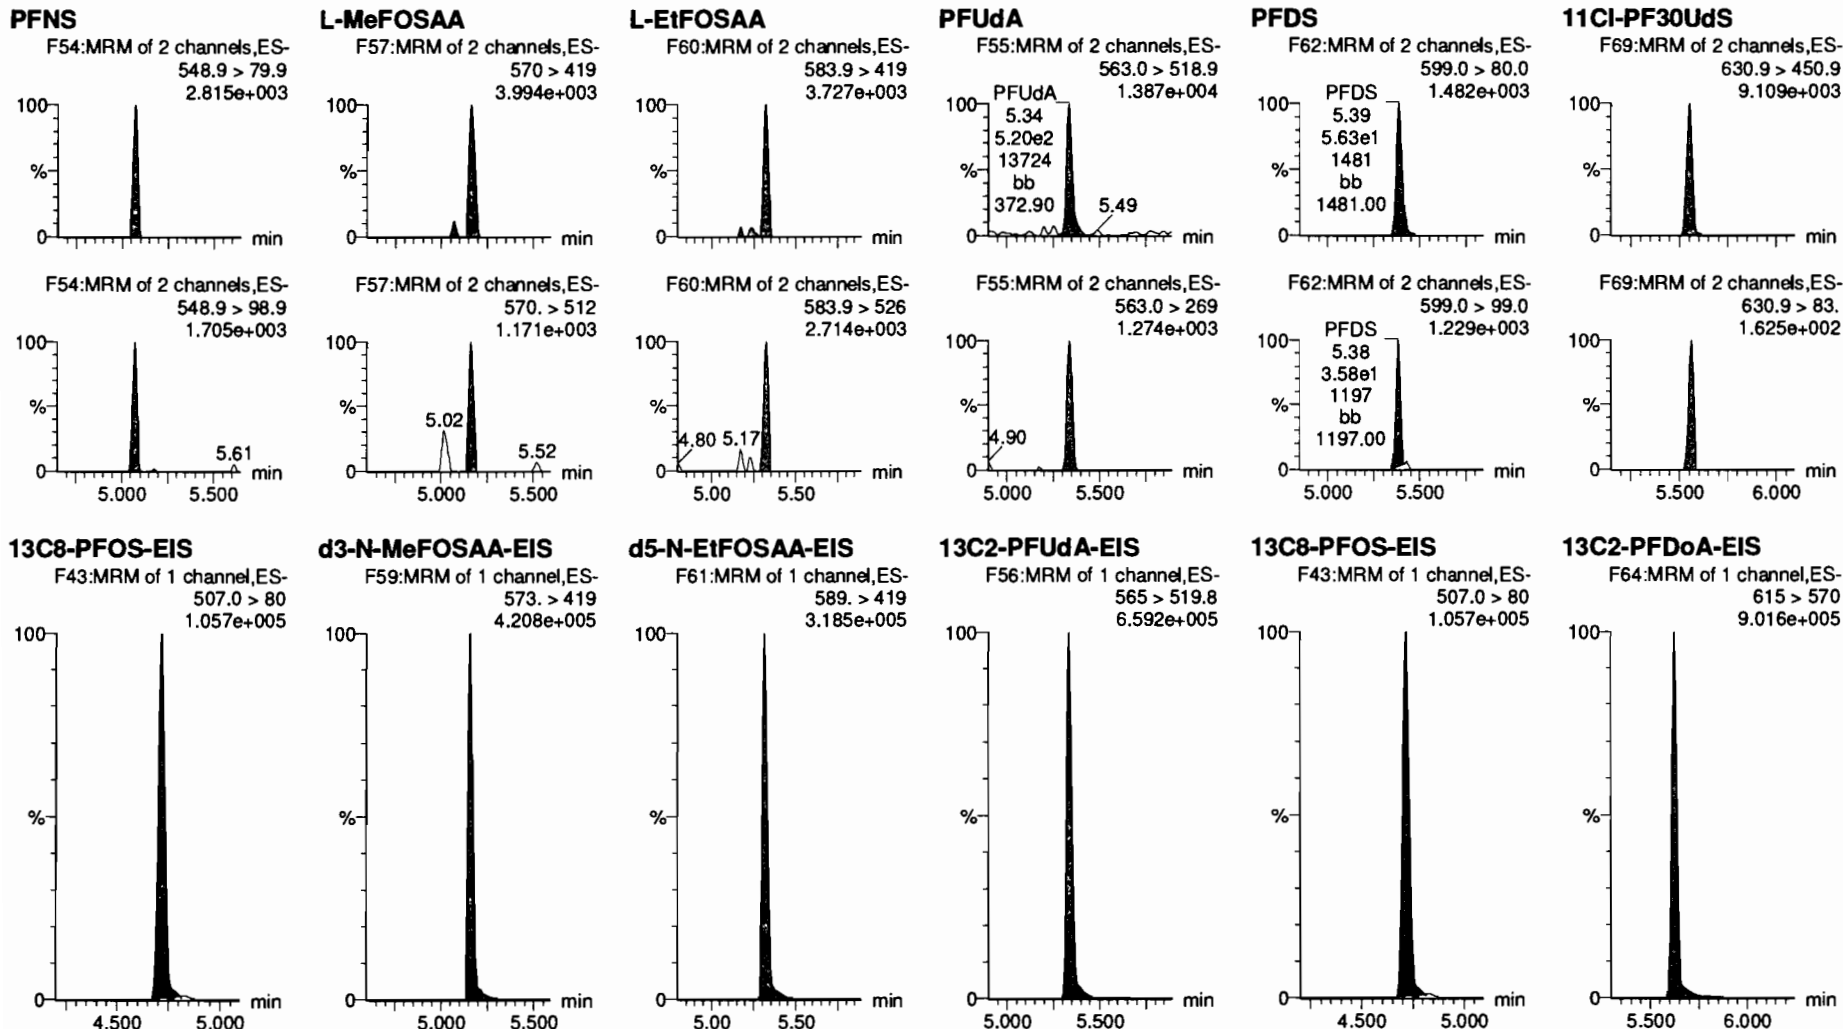 PFNS
F54:MRM of 2 channels,ES-
548.9 > 79.9
2.815e+003
100
%
0
min
F54:MRM of 2 channels,ES-
548.9 > 98.9
1.705e+003
100
%
5.61
0
min
5.000
5.500
L-MeFOSAA
F57:MRM of 2 channels,ES-
570 > 419
3.994e+003
100
%
0
min
F57:MRM of 2 channels,ES-
570. > 512
1.171e+003
100
%
5.02
5.52
0
min
5.000
5.500
L-EtFOSAA
F60:MRM of 2 channels,ES-
583.9 > 419
3.727e+003
100
%
0
min
F60:MRM of 2 channels,ES-
583.9 > 526
2.714e+003
100
%
4.80
5.17
0
min
5.00
5.50
PFUdA
F55:MRM of 2 channels,ES-
563.0 > 518.9
1.387e+004
100
PFUdA
5.34
5.20e2
13724
bb
372.90
%
5.49
0
min
F55:MRM of 2 channels,ES-
563.0 > 269
1.274e+003
100
%
4.90
0
min
5.000
5.500
PFDS
F62:MRM of 2 channels,ES-
599.0 > 80.0
1.482e+003
100
PFDS
5.39
5.63e1
1481
bb
1481.00
%
0
min
F62:MRM of 2 channels,ES-
599.0 > 99.0
1.229e+003
100
PFDS
5.38
3.58e1
1197
bb
1197.00
%
0
min
5.000
5.500
11Cl-PF30UdS
F69:MRM of 2 channels,ES-
630.9 > 450.9
9.109e+003
100
%
0
min
F69:MRM of 2 channels,ES-
630.9 > 83.
1.625e+002
100
%
0
min
5.500
6.000
13C8-PFOS-EIS
F43:MRM of 1 channel,ES-
507.0 > 80
1.057e+005
100
%
0
min
4.500
5.000
d3-N-MeFOSAA-EIS
F59:MRM of 1 channel,ES-
573. > 419
4.208e+005
100
%
0
min
5.000
5.500
d5-N-EtFOSAA-EIS
F61:MRM of 1 channel,ES-
589. > 419
3.185e+005
100
%
0
min
5.00
5.50
13C2-PFUdA-EIS
F56:MRM of 1 channel,ES-
565 > 519.8
6.592e+005
100
%
0
min
5.000
5.500
13C8-PFOS-EIS
F43:MRM of 1 channel,ES-
507.0 > 80
1.057e+005
100
%
0
min
4.500
5.000
13C2-PFDoA-EIS
F64:MRM of 1 channel,ES-
615 > 570
9.016e+005
100
%
0
min
5.500
6.000